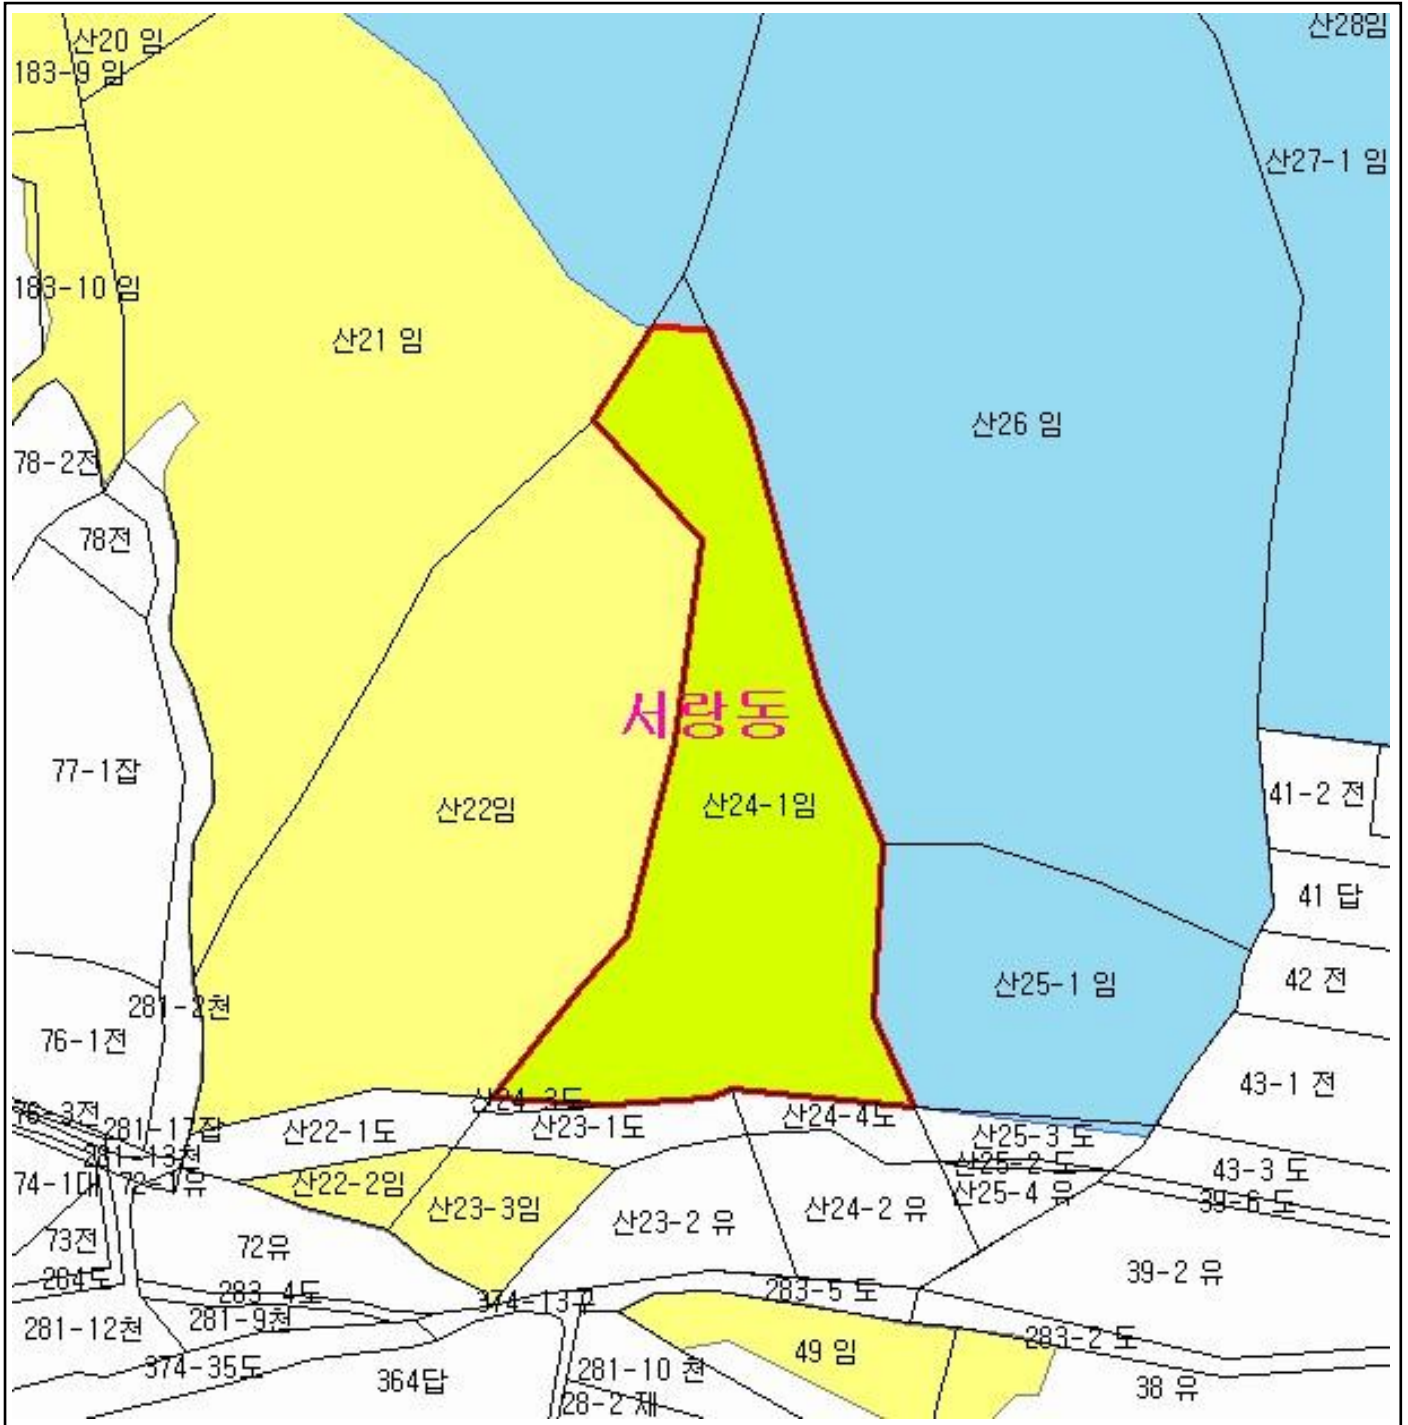 산20 임
산28임
183-9 임
산27-1 임
183-10 임
산21 임
산26 임
78-2전
78전
서랑동
77-1잡
41-2 전
산22임
산24-1임
41 답
42 전
산25-1 임
281-2천
76-1전
43-1 전
산24-3도
76-3전
281-17잡
산22-1도
산23-1도
산24-4도
산25-3 도
281-13천
산25-2 도
43-3 도
74-1대
72-1유
산22-2임
산25-4 유
39-6 도
산23-3임
산23-2 유
산24-2 유
73전
72유
39-2 유
284도
283-4도
283-5 도
374-13구
281-12천
281-9천
283-2 도
49 임
374-35도
364답
281-10 천
38 유
28-2 제